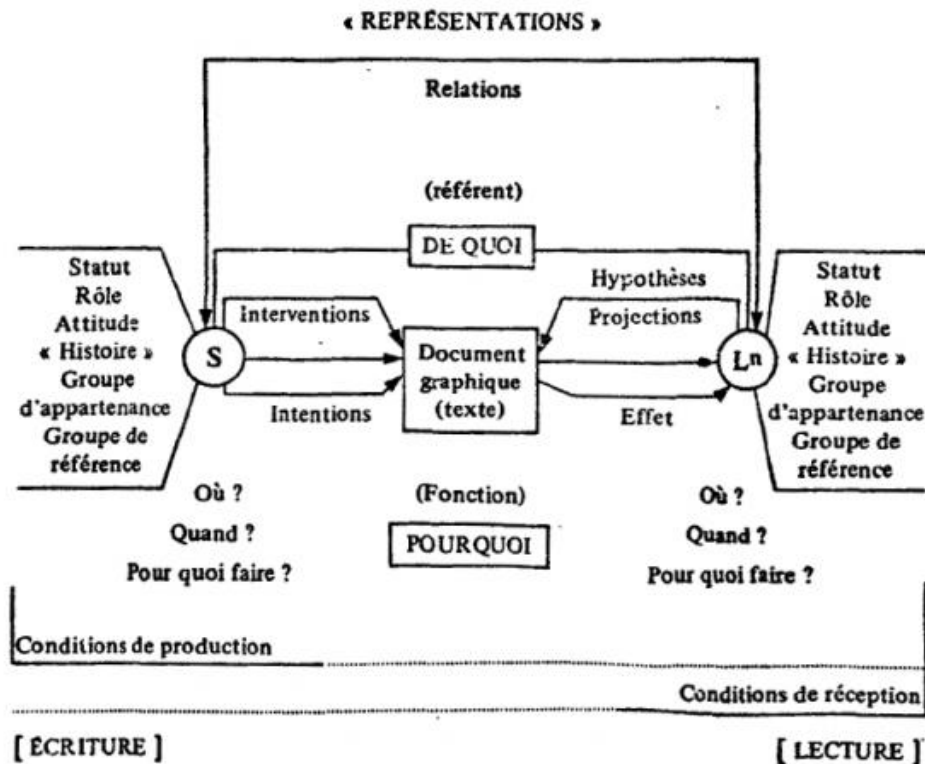 « REPRÉSENTATIONS »
Relations
(référent)
DE QUOI
Statut
Rôle
Attitude
« Histoire »
Groupe
d'appartenance
Groupe de
référence
S
Interventions
Intentions
Document
graphique
(texte)
Hypothèses
Projections
Effet
Lⁿ
Statut
Rôle
Attitude
« Histoire »
Groupe
d'appartenance
Groupe de
référence
Où ?
Quand ?
Pour quoi faire ?
(Fonction)
POURQUOI
Où ?
Quand ?
Pour quoi faire ?
Conditions de production
Conditions de réception
[ ÉCRITURE ]
[ LECTURE ]